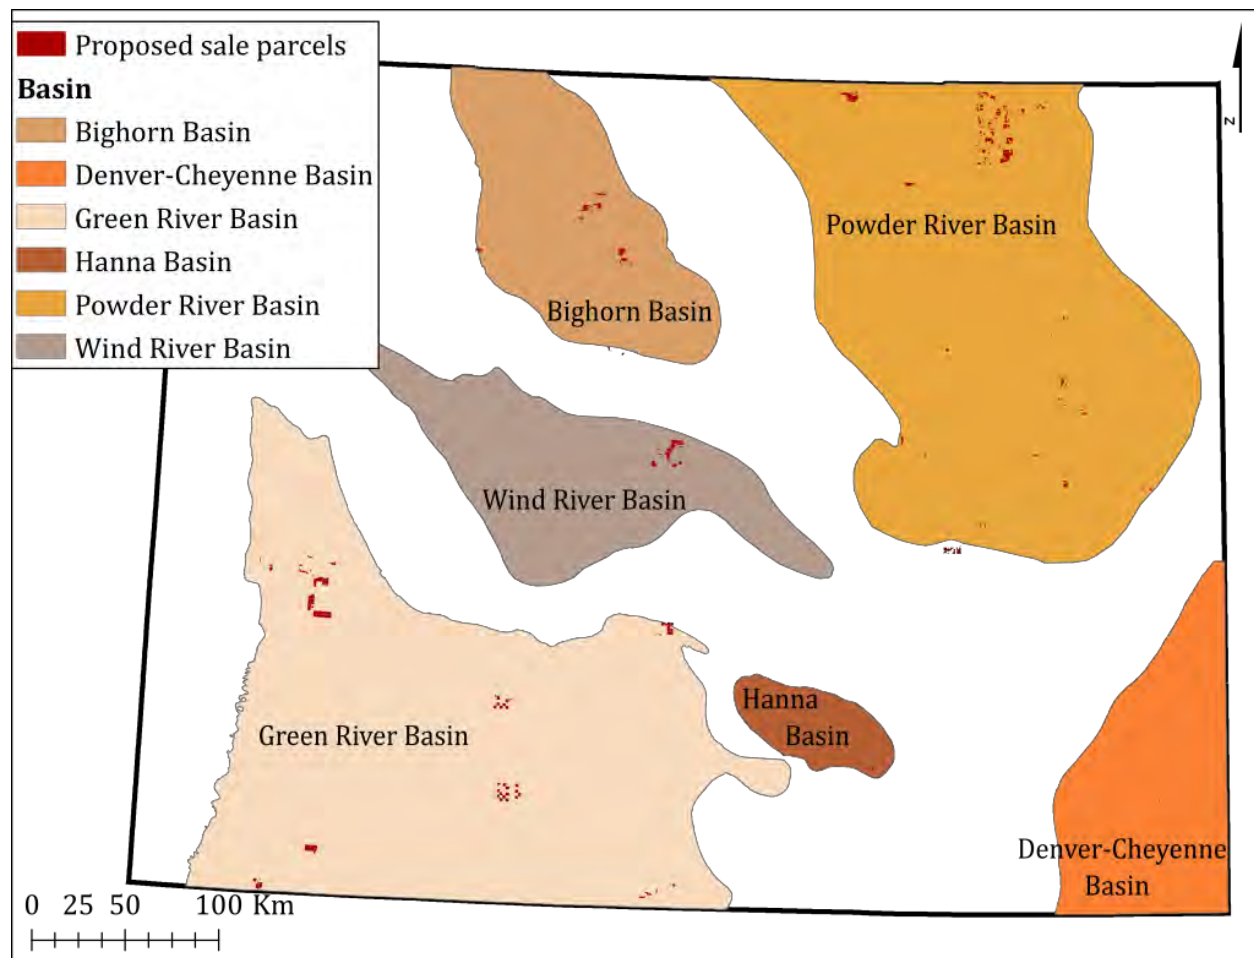 Proposed sale parcels
Basin
Bighorn Basin
Denver-Cheyenne Basin
Green River Basin
Hanna Basin
Powder River Basin
Wind River Basin
N
Powder River Basin
Bighorn Basin
Wind River Basin
Hanna
Basin
Green River Basin
Denver-Cheyenne
Basin
0 25 50 100 Km